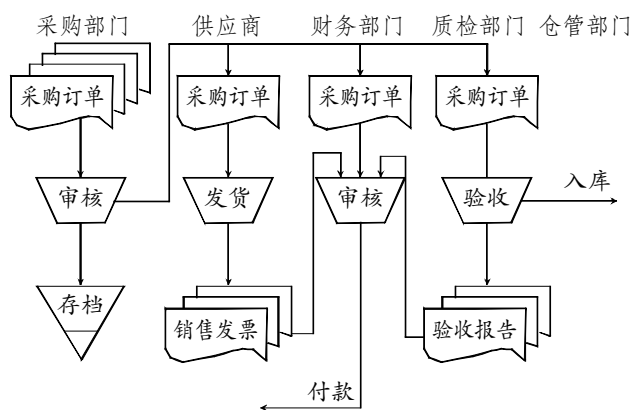 采购部门 供应商 财务部门 质检部门 仓管部门
采购订单 采购订单 采购订单 采购订单
审核 发货 审核 验收 入库
存档 销售发票 验收报告
付款